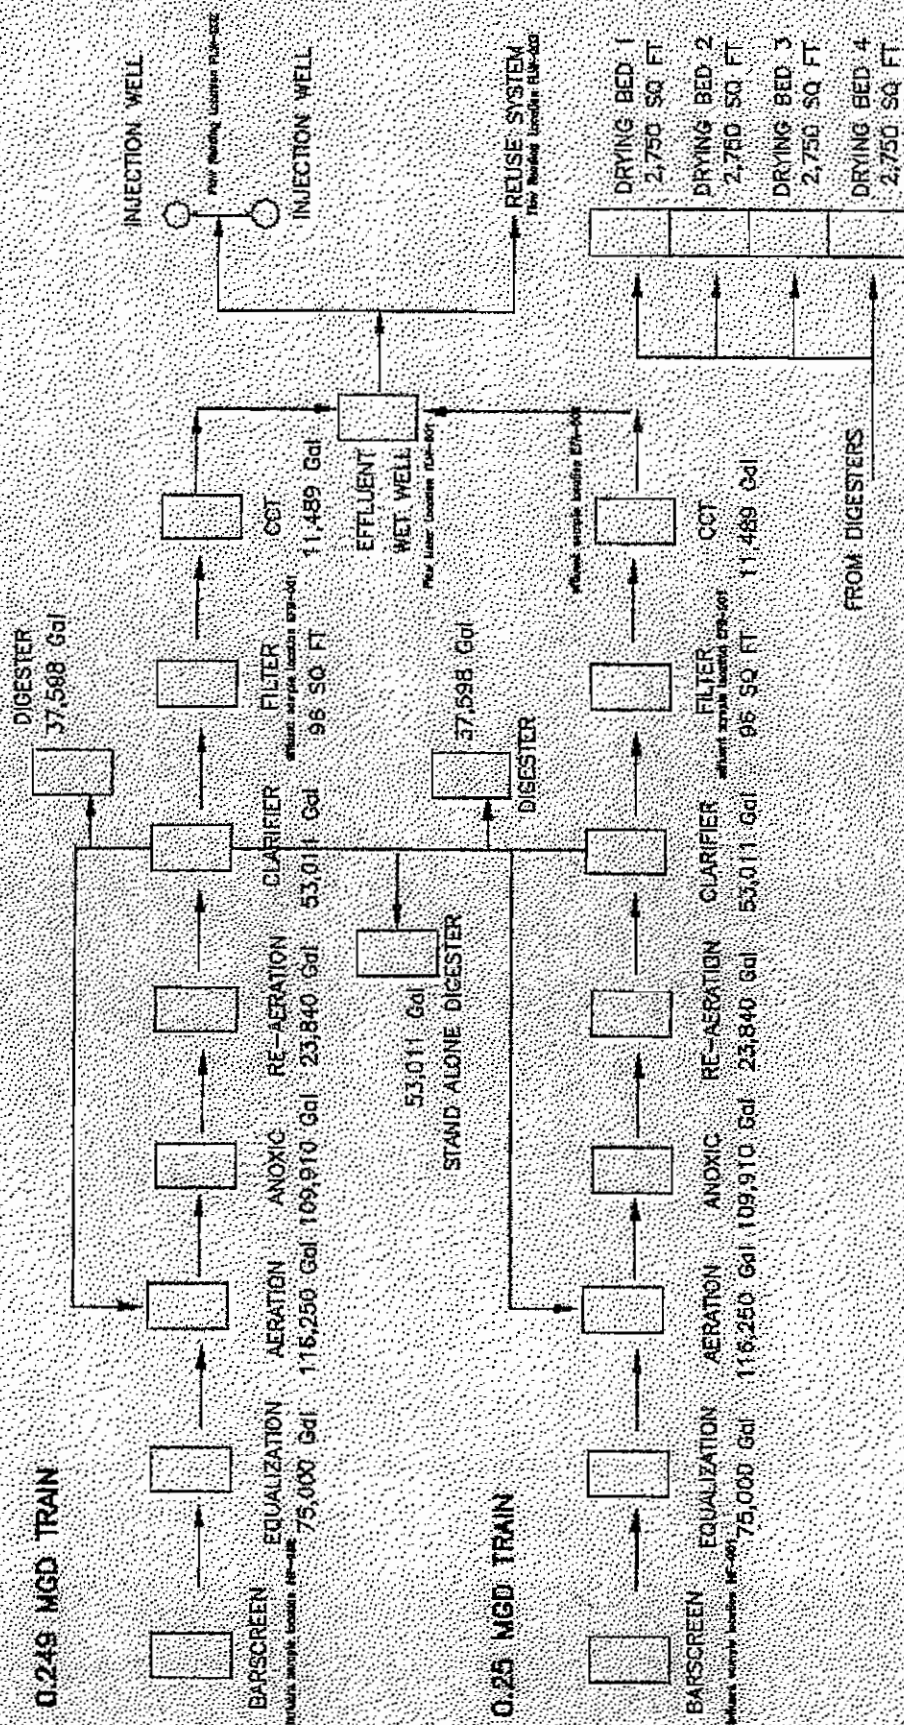 0.249 MGD TRAIN
BARSCREEN
EQUALIZATION
75,000 Gal
AERATION
116,250 Gal
ANOXIC
109,910 Gal
RE-AERATION
23,840 Gal
CLARIFIER
53,011 Gal
FILTER
96 SQ FT
CCT
11,489 Gal
DIGESTER
37,598 Gal
EFFLUENT
WET WELL
INJECTION WELL
INJECTION WELL
REUSE SYSTEM
53,011 Gal
STAND ALONE DIGESTER
37,598 Gal
DIGESTER
0.25 MGD TRAIN
BARSCREEN
EQUALIZATION
75,000 Gal
AERATION
116,250 Gal
ANOXIC
109,910 Gal
RE-AERATION
23,840 Gal
CLARIFIER
53,011 Gal
FILTER
96 SQ FT
CCT
11,489 Gal
DRYING BED 1
2,750 SQ FT
DRYING BED 2
2,750 SQ FT
DRYING BED 3
2,750 SQ FT
DRYING BED 4
2,750 SQ FT
FROM DIGESTERS